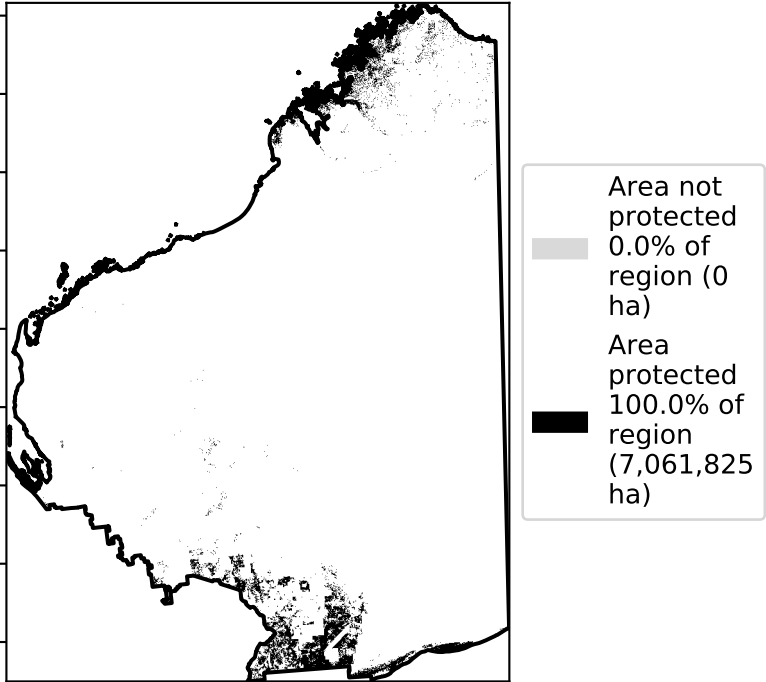 Area not
protected
0.0% of
region (0
ha)
Area
protected
100.0% of
region
(7,061,825
ha)